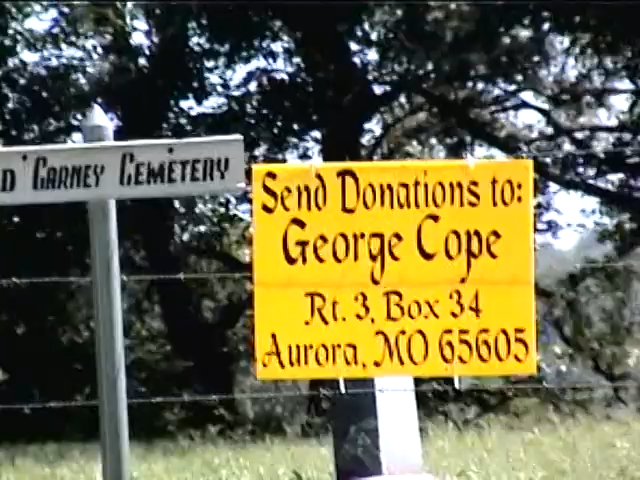 D GARNEY CEMETERY
Send Donations to:
George Cope
Rt. 3, Box 34
Aurora, MO 65605